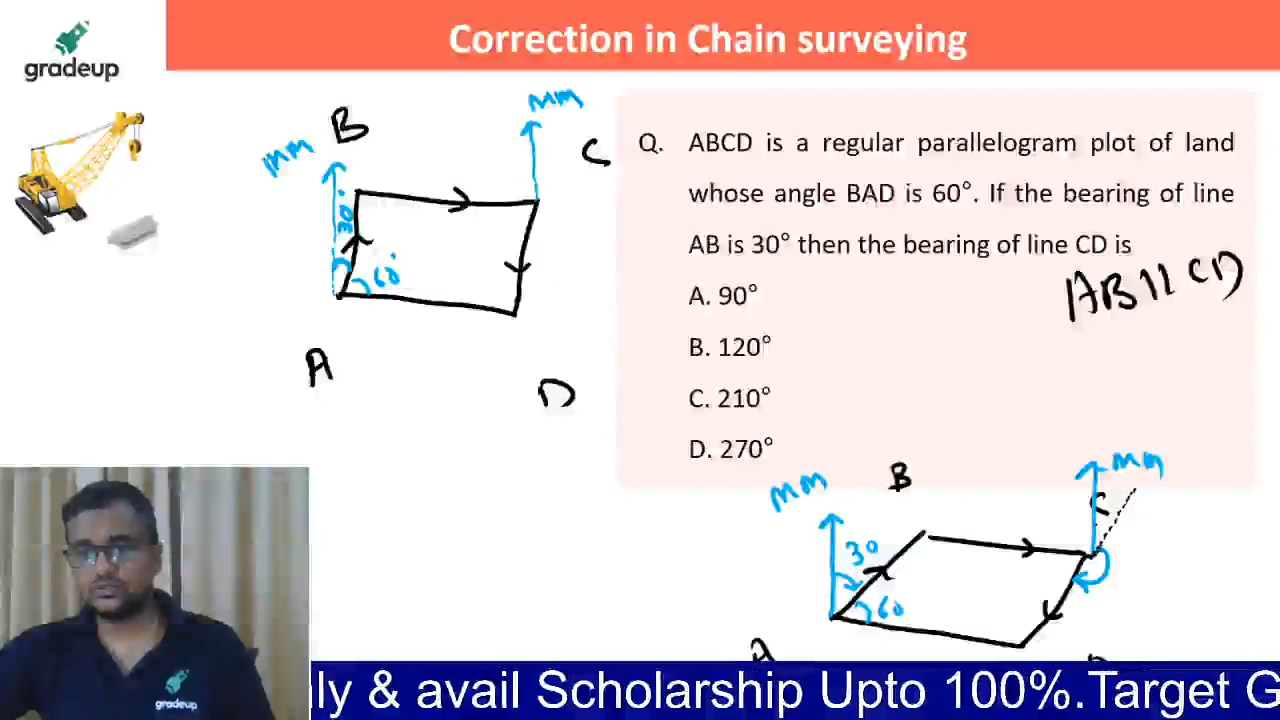 gradeup
Correction in Chain surveying
Q. ABCD is a regular parallelogram plot of land
whose angle BAD is 60°. If the bearing of line
AB is 30° then the bearing of line CD is
A. 90°
B. 120°
C. 210°
D. 270°
AB || CD
B
C
A
D
mm
mm
30°
60°
B
C
A
mm
mm
30
60
gradeup
nly & avail Scholarship Upto 100%.Target G